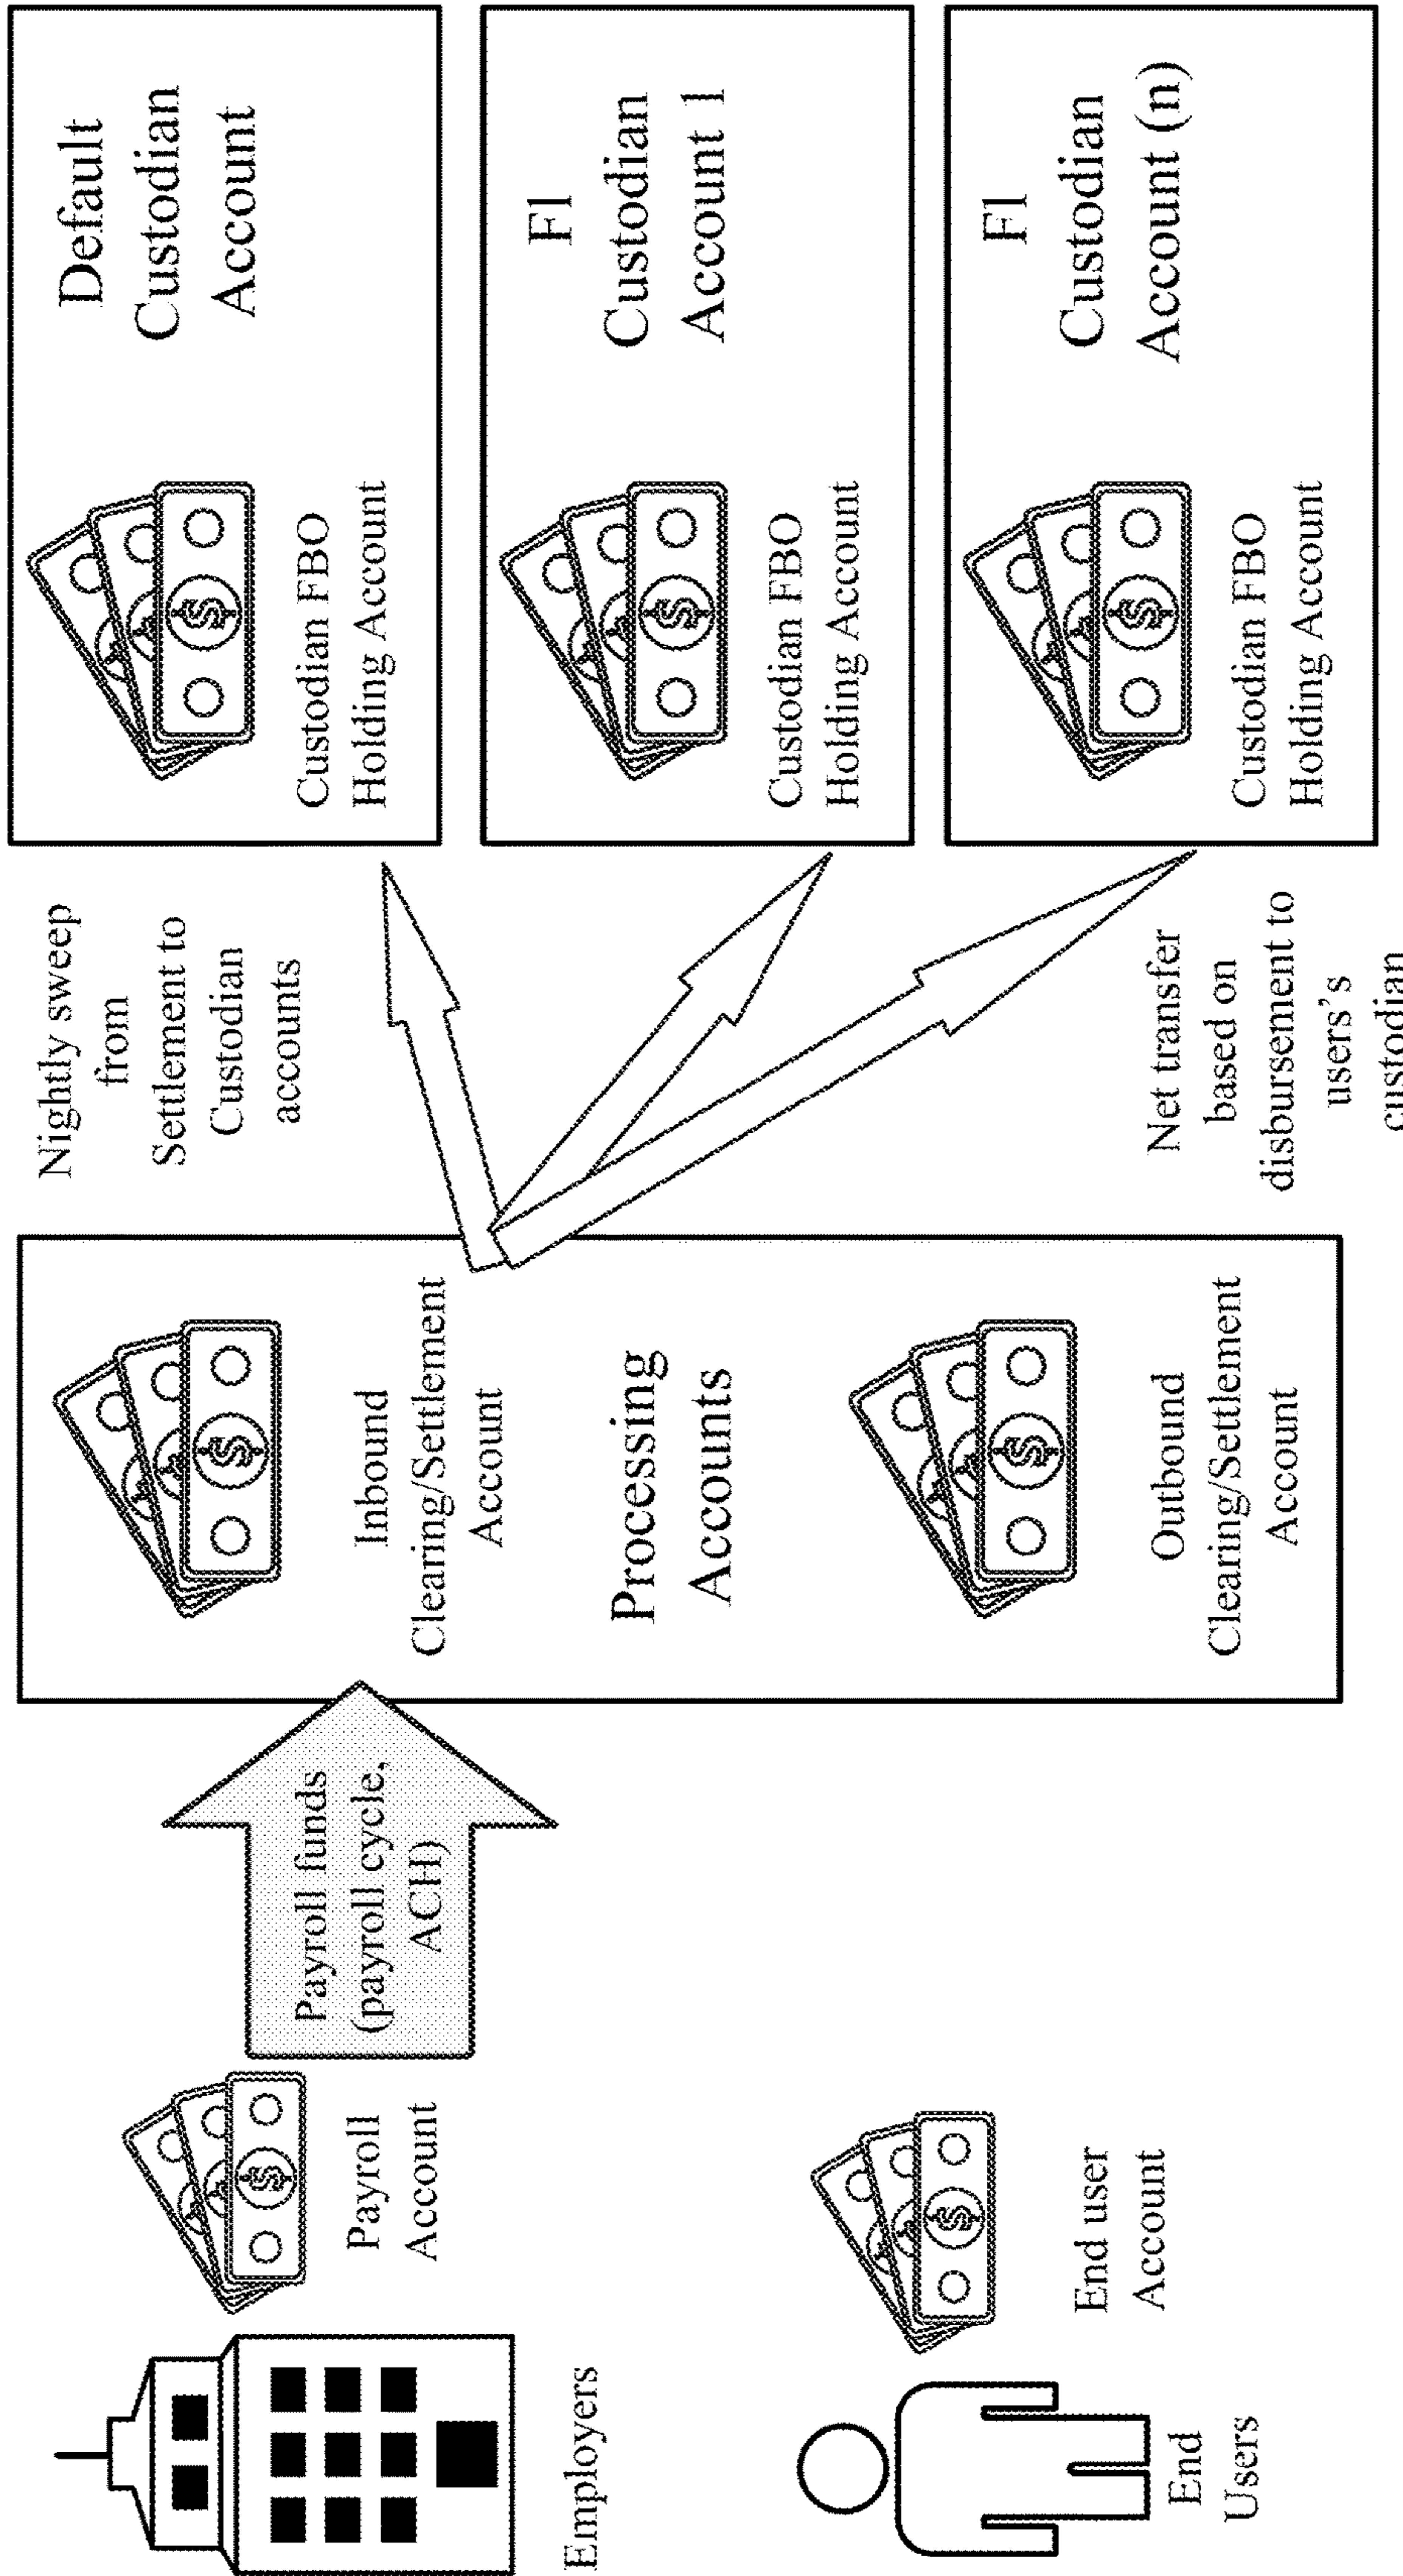 Employers
Payroll
Account
Payroll funds
(payroll cycle,
ACH)
End
Users
End user
Account
Inbound
Clearing/Settlement
Account
Processing
Accounts
Outbound
Clearing/Settlement
Account
Nightly sweep
from
Settlement to
Custodian
accounts
Net transfer
based on
disbursement to
users's
custodian
Custodian FBO
Holding Account
Default
Custodian
Account
Custodian FBO
Holding Account
F1
Custodian
Account 1
Custodian FBO
Holding Account
F1
Custodian
Account (n)